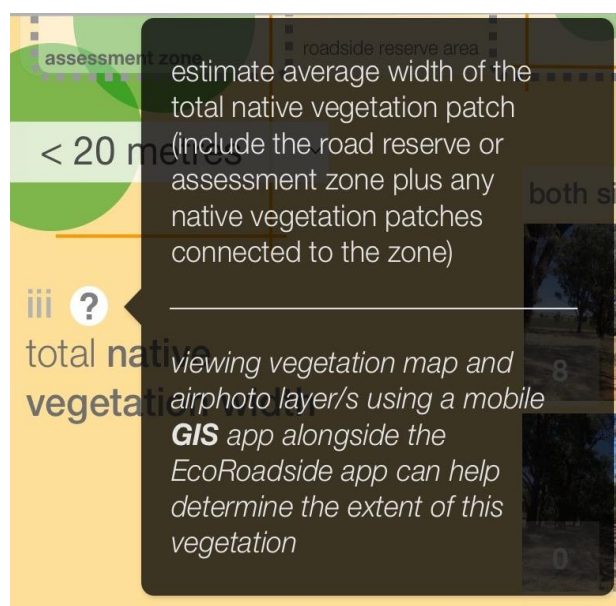 assessment zone
roadside reserve area
estimate average width of the
total native vegetation patch
(include the road reserve or
assessment zone plus any
native vegetation patches
connected to the zone)
< 20 metres
both si
8
iii ?
total native
vegetation width
viewing vegetation map and
airphoto layer/s using a mobile
GIS app alongside the
EcoRoadside app can help
determine the extent of this
vegetation
0